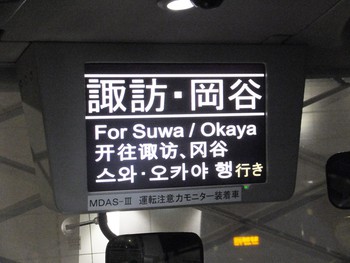 諏訪・岡谷
For Suwa / Okaya
开往诹访、冈谷
스와・오카야 행 行き
MDAS-Ⅲ 運転注意力モニター装着車